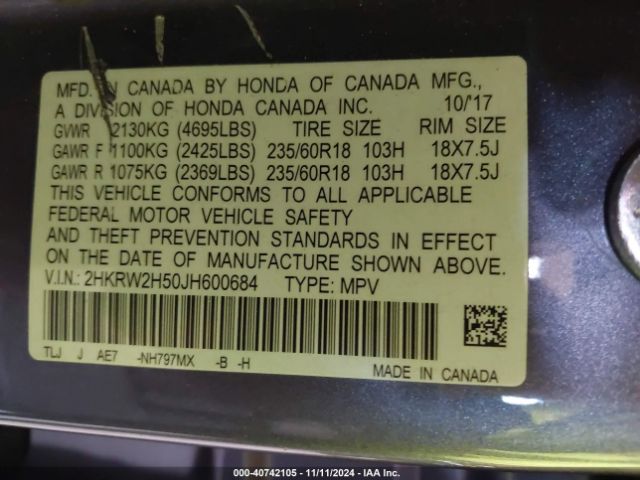 MFD. IN CANADA BY HONDA OF CANADA MFG.,
A DIVISION OF HONDA CANADA INC. 10/'17
GVWR 2130KG (4695LBS) TIRE SIZE RIM SIZE
GAWR F 1100KG (2425LBS) 235/60R18 103H 18X7.5J
GAWR R 1075KG (2369LBS) 235/60R18 103H 18X7.5J
THIS VEHICLE CONFORMS TO ALL APPLICABLE
FEDERAL MOTOR VEHICLE SAFETY
AND THEFT PREVENTION STANDARDS IN EFFECT
ON THE DATE OF MANUFACTURE SHOWN ABOVE.
V.I.N.: 2HKRW2H50JH600684 TYPE: MPV
TLJ J AE7 -NH797MX -B -H
MADE IN CANADA
000-40742105 - 11/11/2024 - IAA Inc.